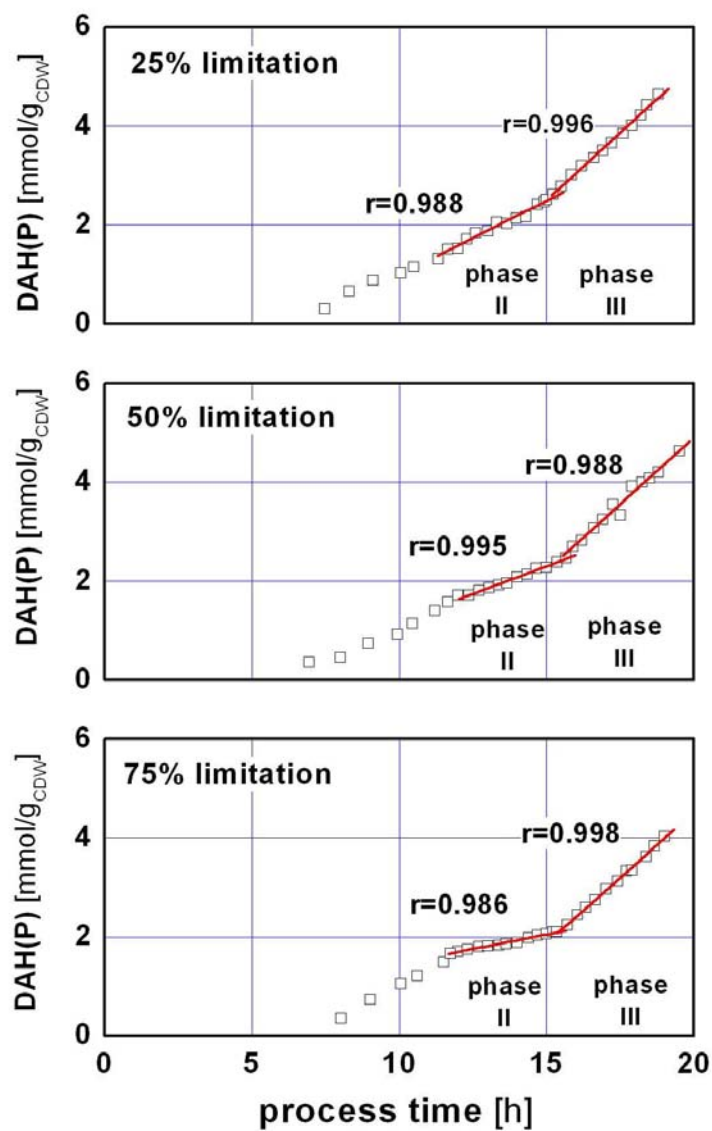 6
25% limitation
4
r=0.996
r=0.988
2
phase
II
phase
III
0
DAH(P) [mmol/gCDW]
6
50% limitation
r=0.988
4
r=0.995
2
phase
II
phase
III
0
DAH(P) [mmol/gCDW]
6
75% limitation
r=0.998
4
r=0.986
2
phase
II
phase
III
0
DAH(P) [mmol/gCDW]
0 5 10 15 20
process time [h]